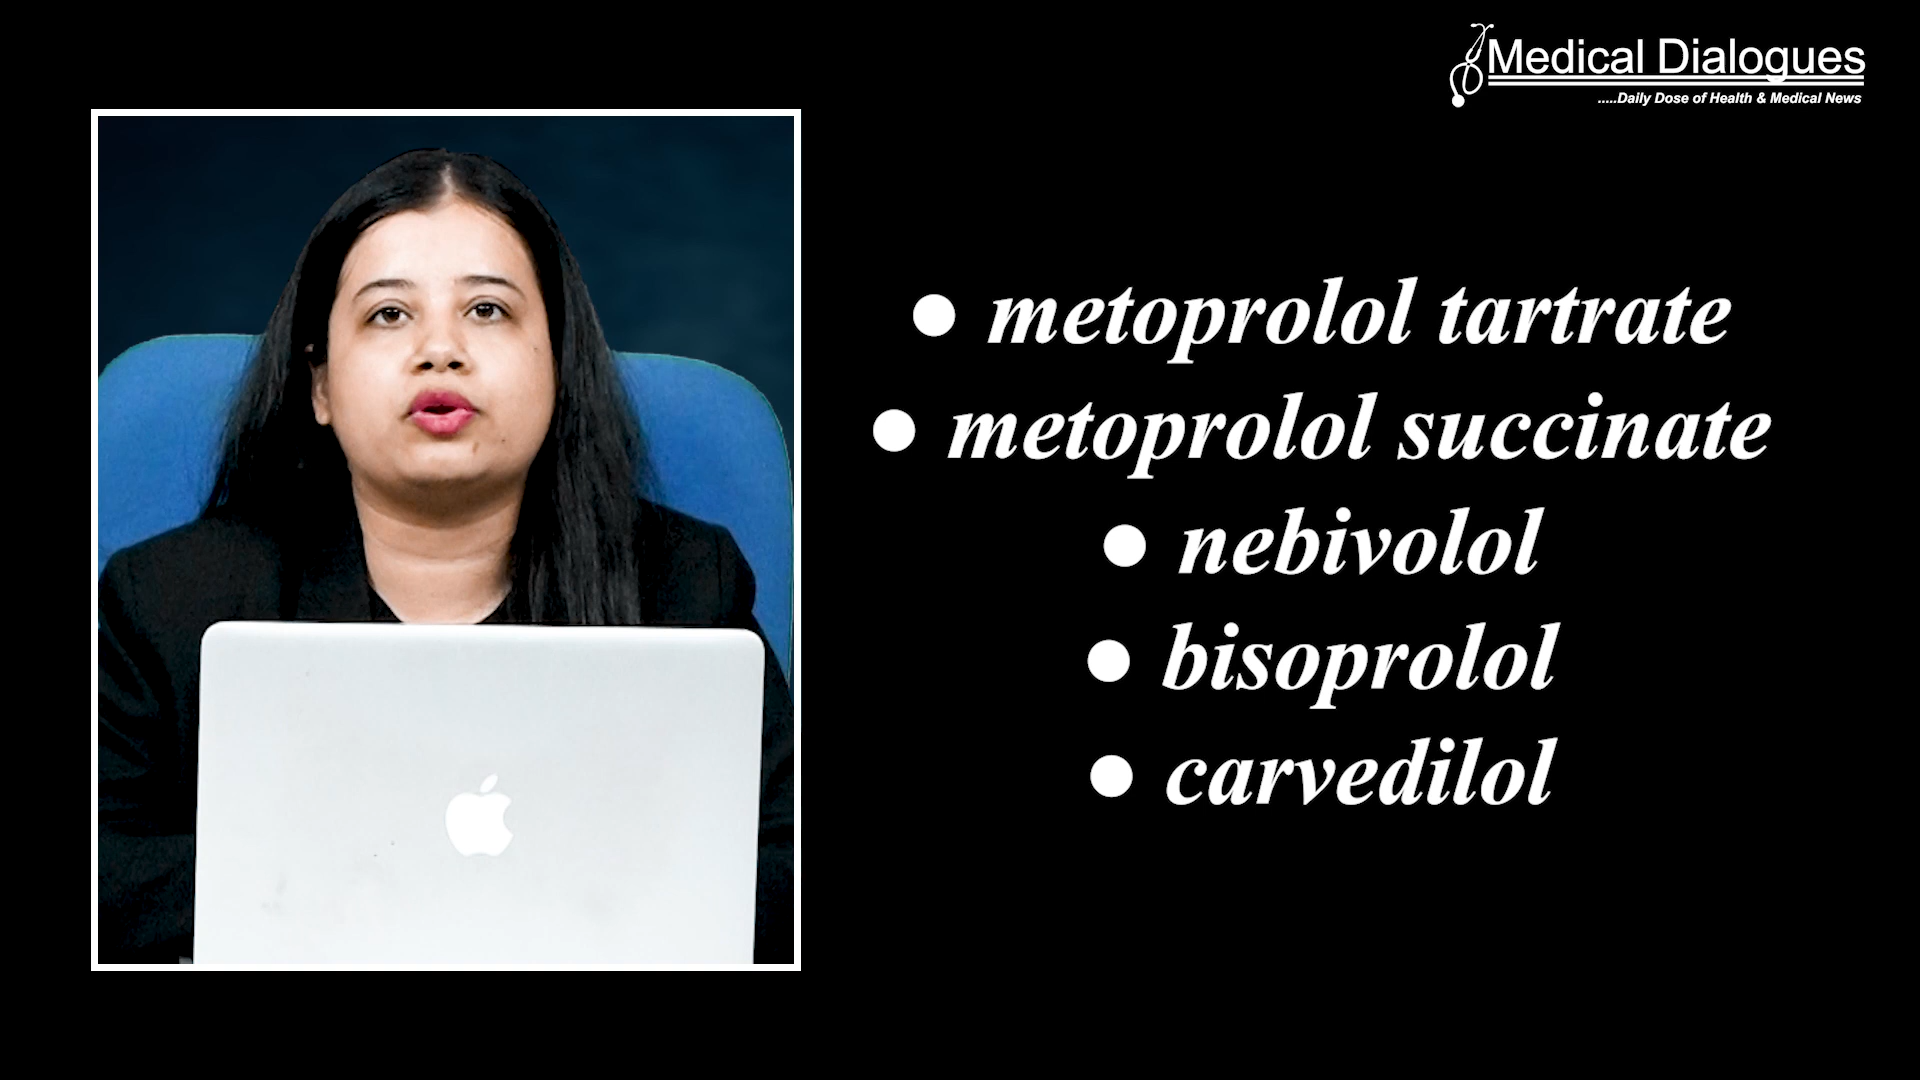 Medical Dialogues
.....Daily Dose of Health & Medical News
● metoprolol tartrate
● metoprolol succinate
● nebivolol
● bisoprolol
● carvedilol